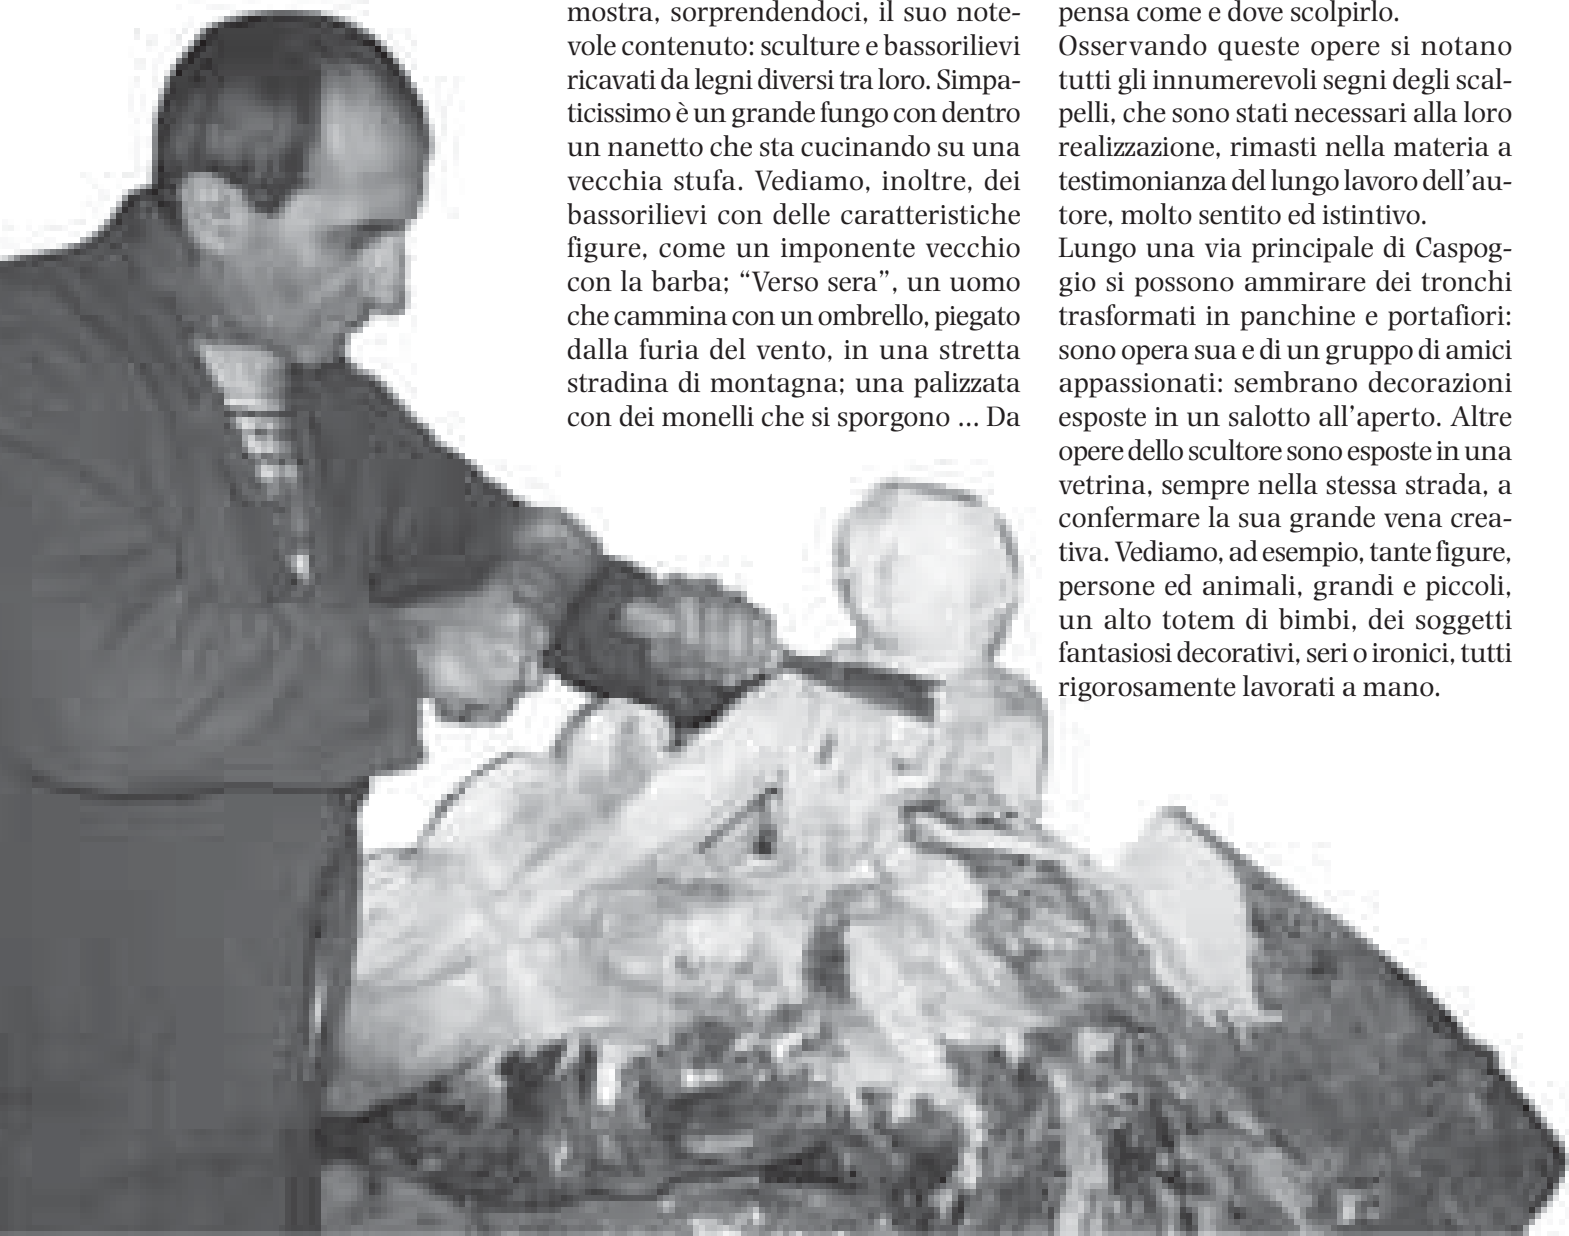 mostra, sorprendendoci, il suo note-
vole contenuto: sculture e bassorilievi
ricavati da legni diversi tra loro. Simpa-
ticissimo è un grande fungo con dentro
un nanetto che sta cucinando su una
vecchia stufa. Vediamo, inoltre, dei
bassorilievi con delle caratteristiche
figure, come un imponente vecchio
con la barba; “Verso sera”, un uomo
che cammina con un ombrello, piegato
dalla furia del vento, in una stretta
stradina di montagna; una palizzata
con dei monelli che si sporgono ... Da
pensa come e dove scolpirlo.
Osservando queste opere si notano
tutti gli innumerevoli segni degli scal-
pelli, che sono stati necessari alla loro
realizzazione, rimasti nella materia a
testimonianza del lungo lavoro dell’au-
tore, molto sentito ed istintivo.
Lungo una via principale di Caspog-
gio si possono ammirare dei tronchi
trasformati in panchine e portafiori:
sono opera sua e di un gruppo di amici
appassionati: sembrano decorazioni
esposte in un salotto all’aperto. Altre
opere dello scultore sono esposte in una
vetrina, sempre nella stessa strada, a
confermare la sua grande vena crea-
tiva. Vediamo, ad esempio, tante figure,
persone ed animali, grandi e piccoli,
un alto totem di bimbi, dei soggetti
fantasiosi decorativi, seri o ironici, tutti
rigorosamente lavorati a mano.